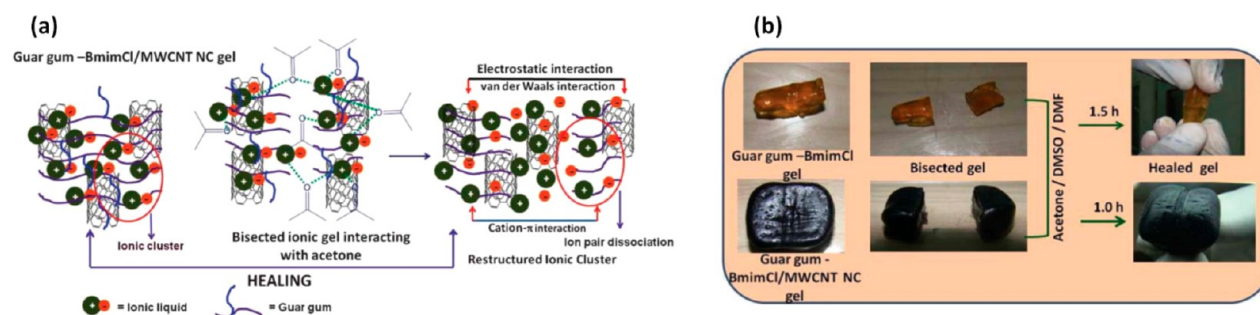 (a)
Guar gum –BmimCl/MWCNT NC gel
Electrostatic interaction
van der Waals interaction
Ionic cluster
Bisected ionic gel interacting
with acetone
Cation-π interaction
Ion pair dissociation
Restructured Ionic Cluster
HEALING
= Ionic liquid
= Guar gum
(b)
Guar gum –BmimCl
gel
Bisected gel
Acetone / DMSO / DMF
1.5 h
Healed gel
1.0 h
Guar gum -
BmimCl/MWCNT NC
gel